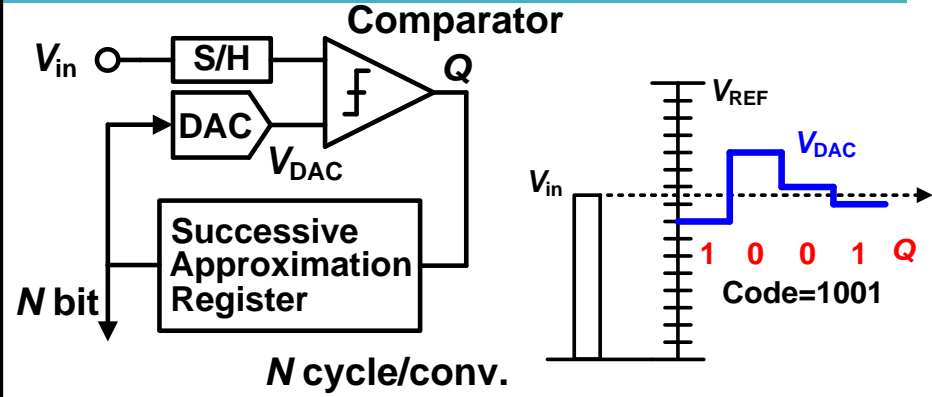 Comparator
Vin
S/H
Q
DAC
VDAC
Successive
Approximation
Register
N bit
N cycle/conv.
VREF
VDAC
Vin
1 0 0 1 Q
Code=1001